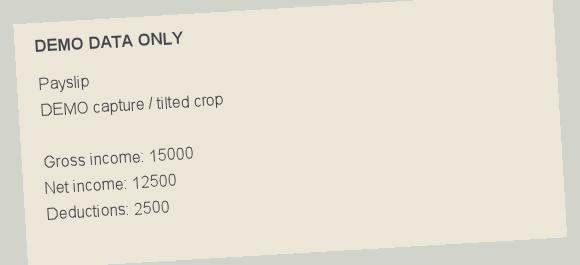 DEMO DATA ONLY
Payslip
DEMO capture / tilted crop
Gross income: 15000
Net income: 12500
Deductions: 2500